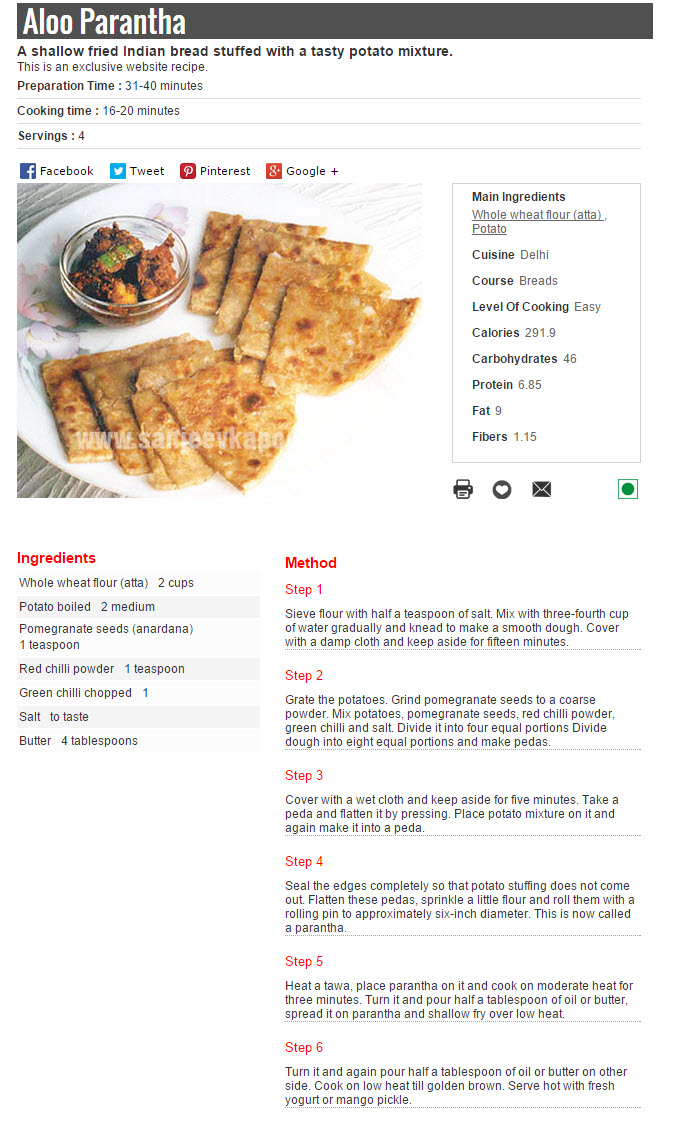 Aloo Parantha
A shallow fried Indian bread stuffed with a tasty potato mixture.
This is an exclusive website recipe.
Preparation Time : 31-40 minutes
Cooking time : 16-20 minutes
Servings : 4
Facebook Tweet Pinterest Google +
www.sanjeevkapo
Main Ingredients
Whole wheat flour (atta) ,
Potato
Cuisine Delhi
Course Breads
Level Of Cooking Easy
Calories 291.9
Carbohydrates 46
Protein 6.85
Fat 9
Fibers 1.15
Ingredients
Whole wheat flour (atta) 2 cups
Potato boiled 2 medium
Pomegranate seeds (anardana)
1 teaspoon
Red chilli powder 1 teaspoon
Green chilli chopped 1
Salt to taste
Butter 4 tablespoons
Method
Step 1
Sieve flour with half a teaspoon of salt. Mix with three-fourth cup
of water gradually and knead to make a smooth dough. Cover
with a damp cloth and keep aside for fifteen minutes.
Step 2
Grate the potatoes. Grind pomegranate seeds to a coarse
powder. Mix potatoes, pomegranate seeds, red chilli powder,
green chilli and salt. Divide it into four equal portions Divide
dough into eight equal portions and make pedas.
Step 3
Cover with a wet cloth and keep aside for five minutes. Take a
peda and flatten it by pressing. Place potato mixture on it and
again make it into a peda.
Step 4
Seal the edges completely so that potato stuffing does not come
out. Flatten these pedas, sprinkle a little flour and roll them with a
rolling pin to approximately six-inch diameter. This is now called
a parantha.
Step 5
Heat a tawa, place parantha on it and cook on moderate heat for
three minutes. Turn it and pour half a tablespoon of oil or butter,
spread it on parantha and shallow fry over low heat.
Step 6
Turn it and again pour half a tablespoon of oil or butter on other
side. Cook on low heat till golden brown. Serve hot with fresh
yogurt or mango pickle.